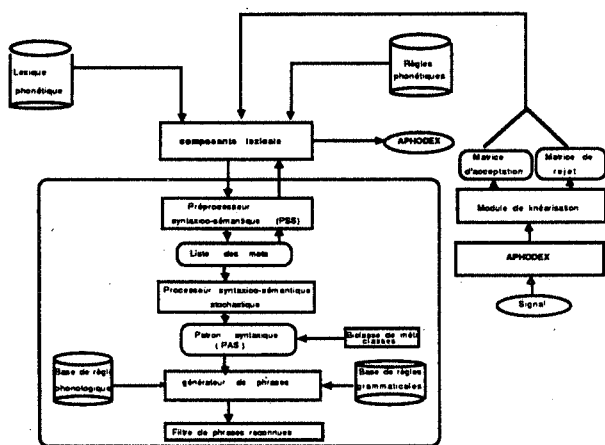 Lexique
phonétique
Règles
phonétiques
composante lexicale
APHODEX
Matrice
d'acceptation
Matrice de
rejet
Module de linéarisation
APHODEX
Signal
Préprocesseur
syntaxico-sémantique (PSS)
Liste des mots
Processeur syntaxico-sémantique
stochastique
Patron syntaxique
(PAS)
classes
Base de règle
phonologique
générateur de phrases
Base de règles
grammaticales
Filtre de phrases reconnues